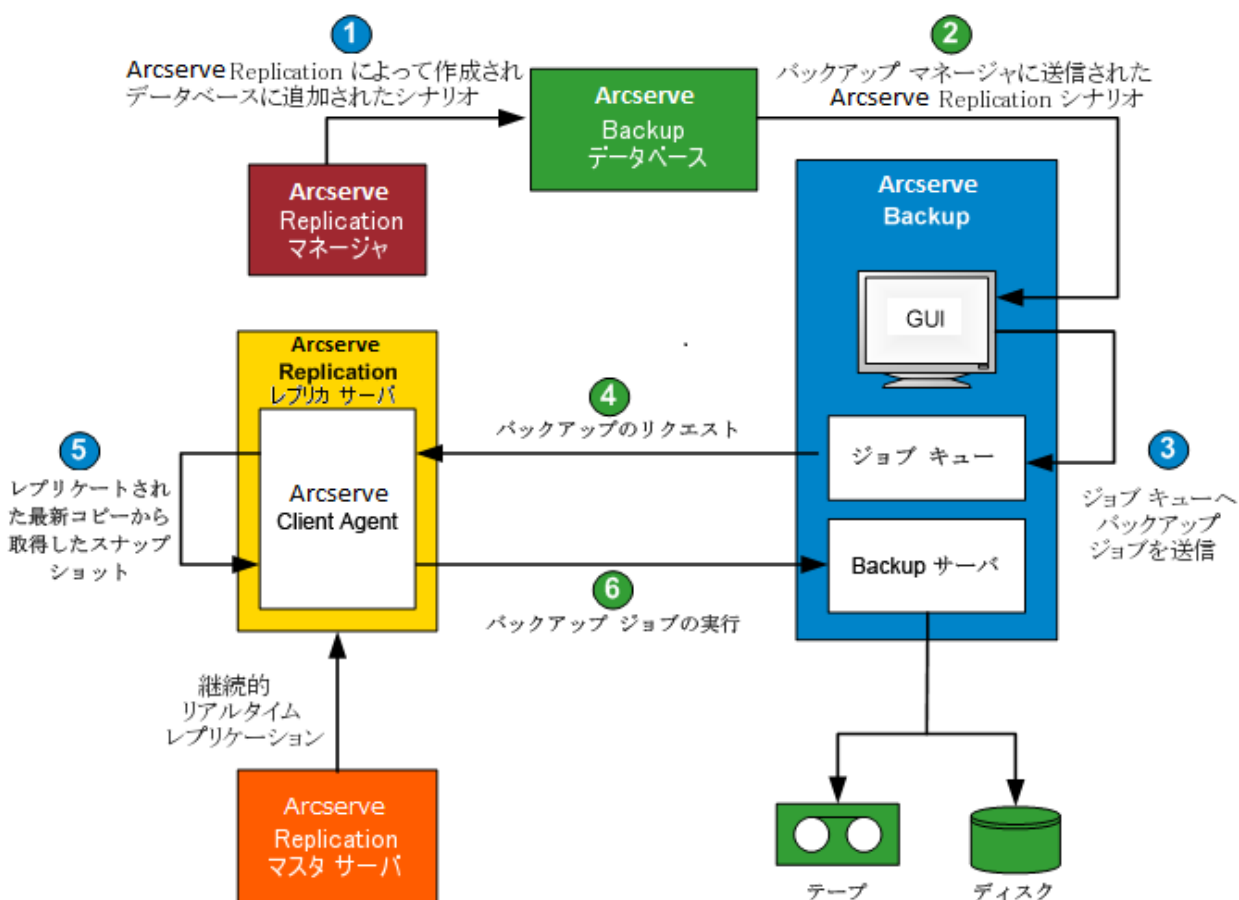 1
Arcserve Replication によって作成され
データベースに追加されたシナリオ
2
バックアップ マネージャに送信された
Arcserve Replication シナリオ
Arcserve
Backup
データベース
Arcserve
Replication
マネージャ
Arcserve
Backup
GUI
ジョブ キュー
Backup サーバ
3
ジョブ キューへ
バックアップ
ジョブを送信
Arcserve
Replication
レプリカ サーバ
Arcserve
Client Agent
4
バックアップのリクエスト
5
レプリケートされ
た最新コピーから
取得したスナップ
ショット
6
バックアップ ジョブの実行
継続的
リアルタイム
レプリケーション
Arcserve
Replication
マスタ サーバ
テープ
ディスク